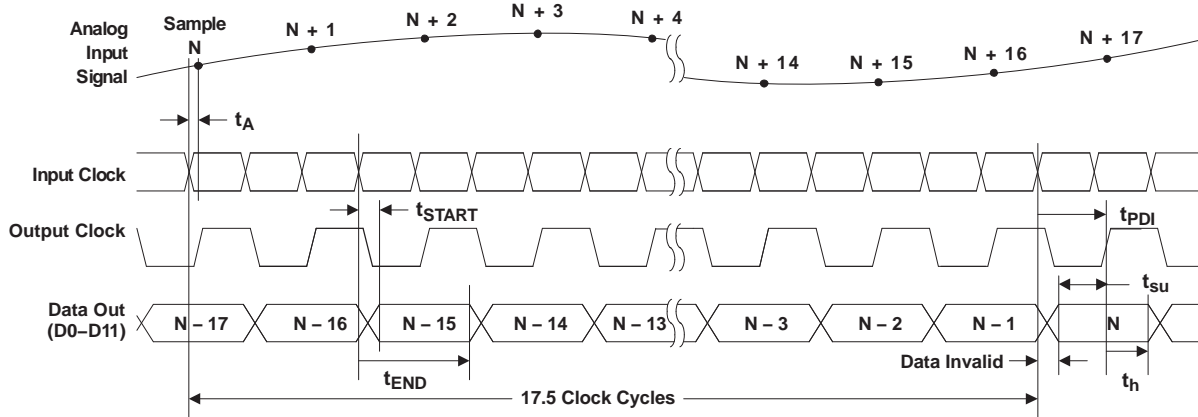 Analog
Input
Signal
Sample
N
N + 1
N + 2
N + 3
N + 4
N + 14
N + 15
N + 16
N + 17
tA
Input Clock
tSTART
tPDI
Output Clock
tsu
Data Out
(D0–D11)
N – 17
N – 16
N – 15
N – 14
N – 13
N – 3
N – 2
N – 1
N
tEND
Data Invalid
th
17.5 Clock Cycles